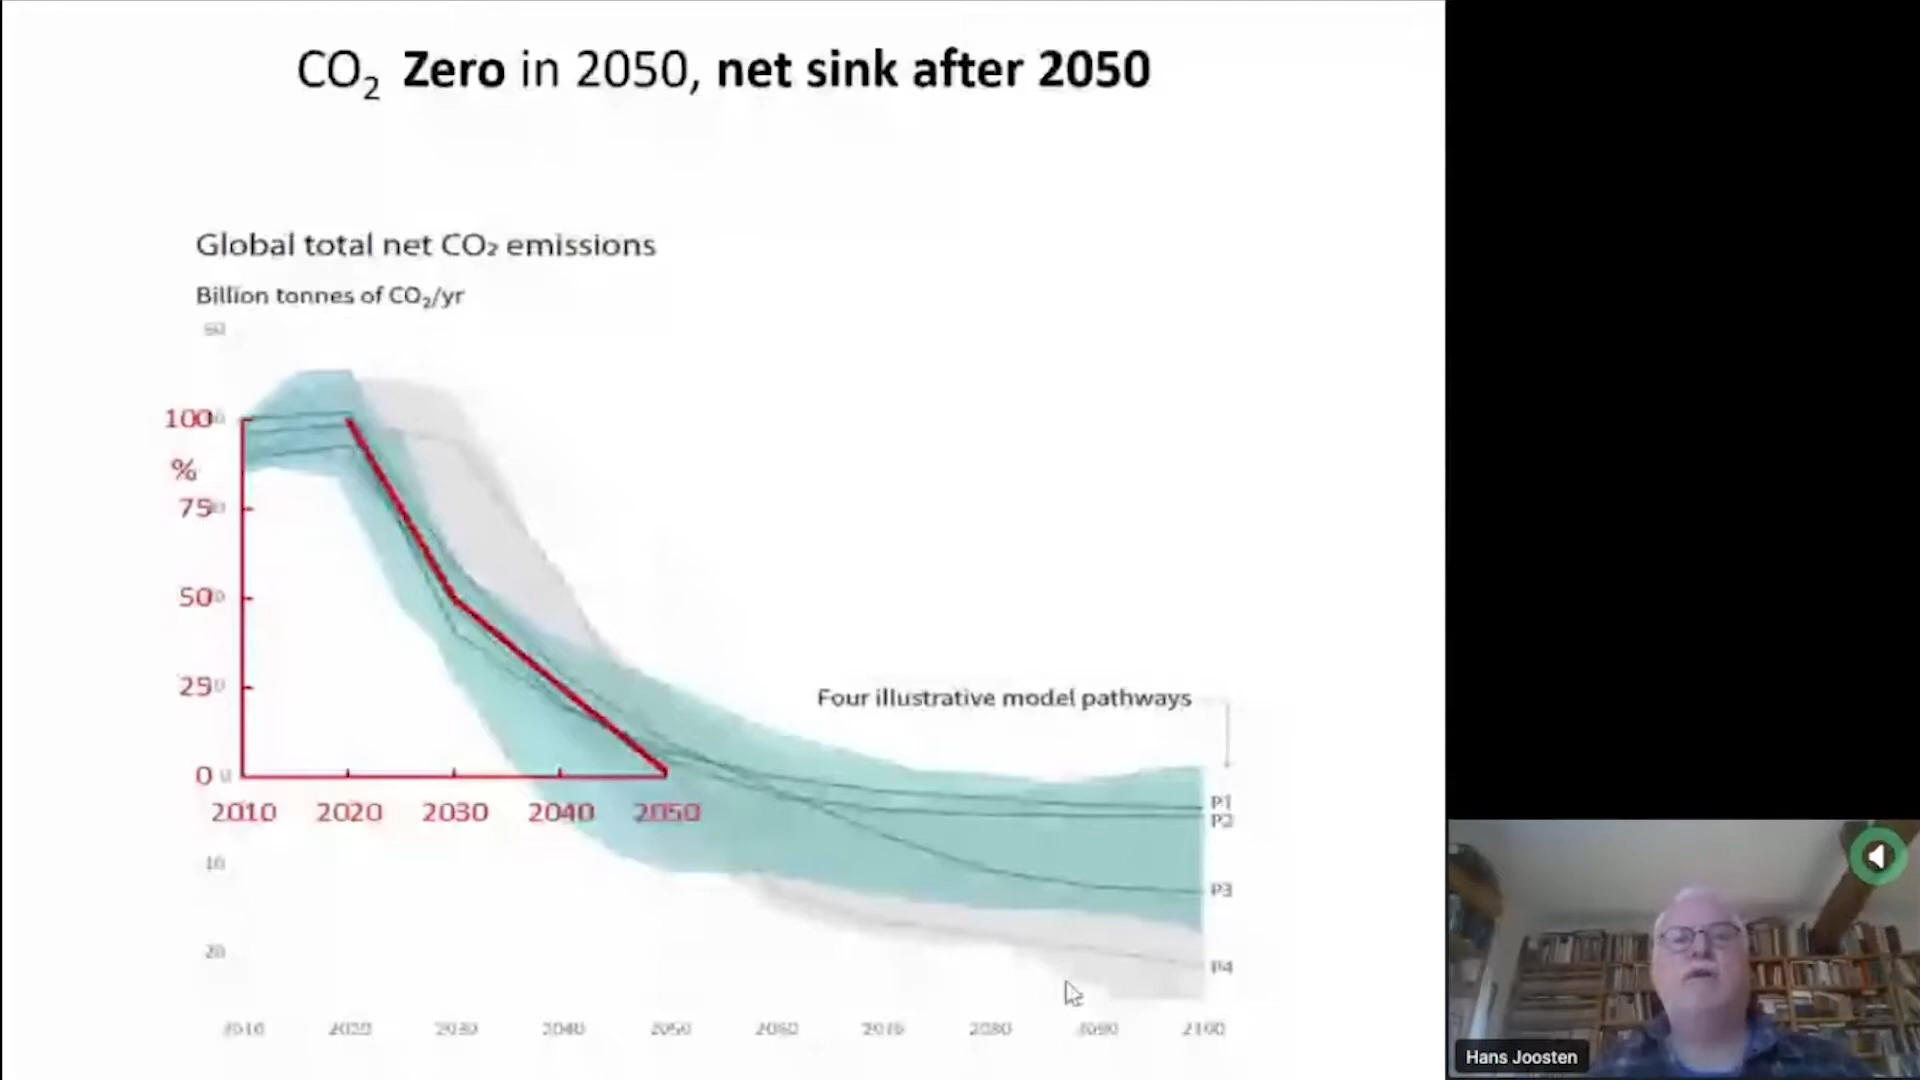 CO₂ Zero in 2050, net sink after 2050
Global total net CO₂ emissions
Billion tonnes of CO₂/yr
50
100
%
75
50
25
0 0
2010 2020 2030 2040 2050
10
20
Four illustrative model pathways
P1
P2
P3
P4
2010 2020 2030 2040 2050 2060 2070 2080 2090 2100
Hans Joosten